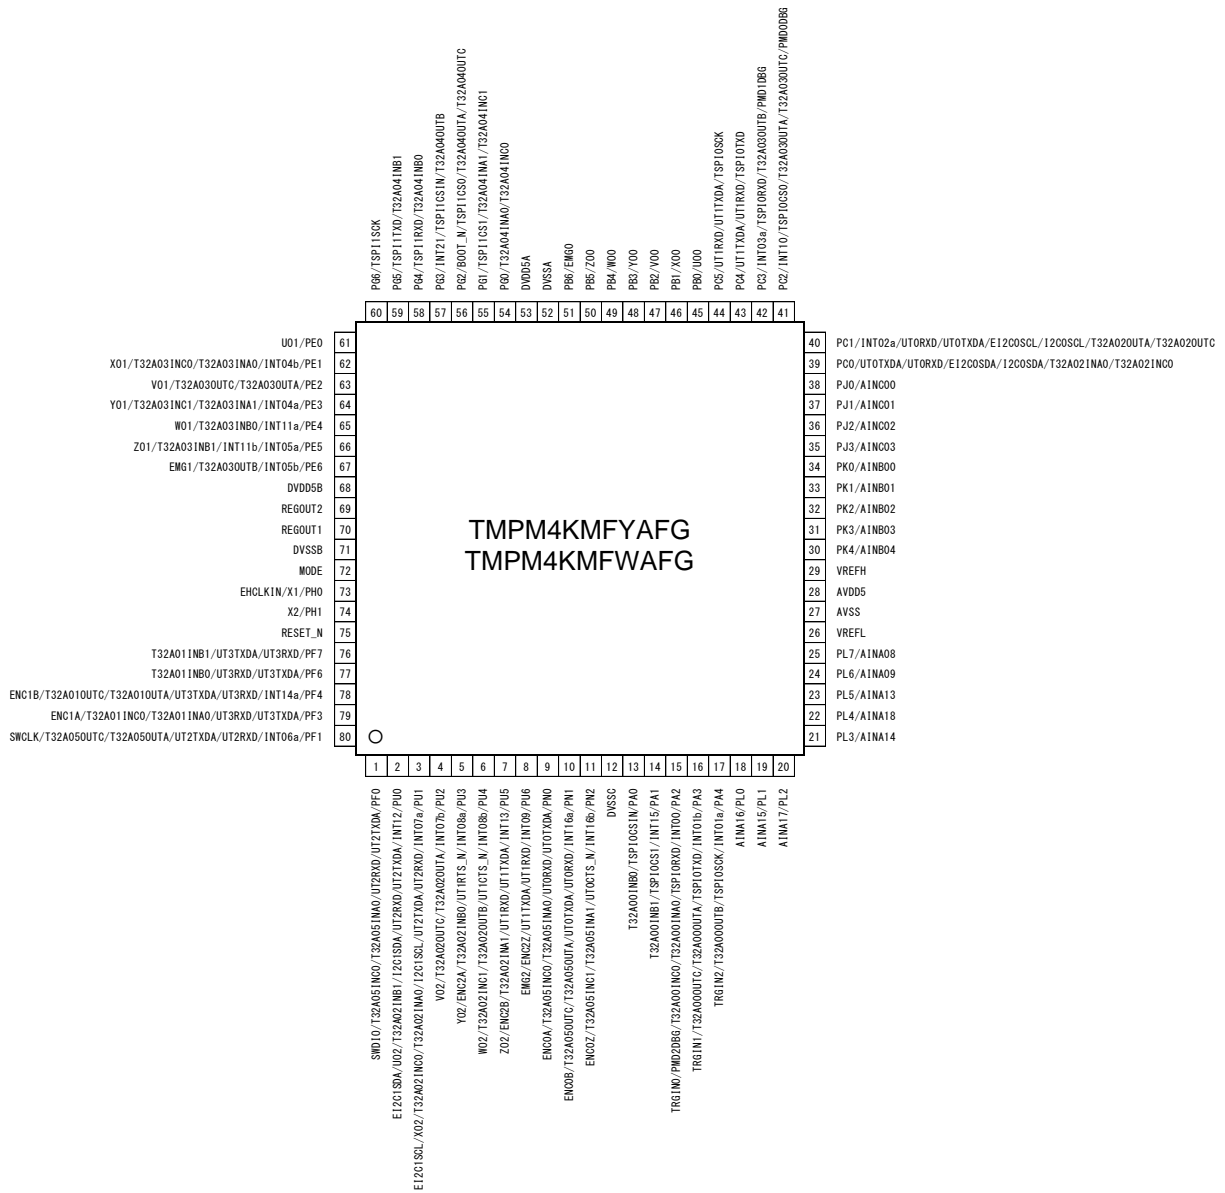 PG6/TSPI1SCK
PG5/TSPI1TXD/T32A04INB1
PG4/TSPI1RXD/T32A04INB0
PG3/INT21/TSPI1CSIN/T32A04OUTB
PG2/BOOT_N/TSPI1CS0/T32A04OUTA/T32A04OUTC
PG1/TSPI1CS1/T32A04INA1/T32A04INC1
PG0/T32A04INA0/T32A04INC0
DVDD5A
DVSSA
PB6/EMG0
PB5/ZO0
PB4/WO0
PB3/YO0
PB2/VO0
PB1/XO0
PB0/UO0
PC5/UT1RXD/UT1TXDA/TSPI0SCK
PC4/UT1TXDA/UT1RXD/TSPI0TXD
PC3/INT03a/TSPI0RXD/T32A03OUTB/PMD1DBG
PC2/INT10/TSPI0CS0/T32A03OUTA/T32A03OUTC/PMD0DBG
60 59 58 57 56 55 54 53 52 51 50 49 48 47 46 45 44 43 42 41
UO1/PE0 61
XO1/T32A03INC0/T32A03INA0/INT04b/PE1 62
VO1/T32A03OUTC/T32A03OUTA/PE2 63
YO1/T32A03INC1/T32A03INA1/INT04a/PE3 64
WO1/T32A03INB0/INT11a/PE4 65
ZO1/T32A03INB1/INT11b/INT05a/PE5 66
EMG1/T32A03OUTB/INT05b/PE6 67
DVDD5B 68
REGOUT2 69
REGOUT1 70
DVSSB 71
MODE 72
EHCLKIN/X1/PH0 73
X2/PH1 74
RESET_N 75
T32A01INB1/UT3TXDA/UT3RXD/PF7 76
T32A01INB0/UT3RXD/UT3TXDA/PF6 77
ENC1B/T32A01OUTC/T32A01OUTA/UT3TXDA/UT3RXD/INT14a/PF4 78
ENC1A/T32A01INC0/T32A01INA0/UT3RXD/UT3TXDA/PF3 79
SWCLK/T32A05OUTC/T32A05OUTA/UT2TXDA/UT2RXD/INT06a/PF1 80
TMPM4KMFYAFG
TMPM4KMFWAFG
40 PC1/INT02a/UT0RXD/UT0TXDA/EI2C0SCL/I2C0SCL/T32A02OUTA/T32A02OUTC
39 PC0/UT0TXDA/UT0RXD/EI2C0SDA/I2C0SDA/T32A02INA0/T32A02INC0
38 PJ0/AINC00
37 PJ1/AINC01
36 PJ2/AINC02
35 PJ3/AINC03
34 PK0/AINB00
33 PK1/AINB01
32 PK2/AINB02
31 PK3/AINB03
30 PK4/AINB04
29 VREFH
28 AVDD5
27 AVSS
26 VREFL
25 PL7/AINA08
24 PL6/AINA09
23 PL5/AINA13
22 PL4/AINA18
21 PL3/AINA14
1 2 3 4 5 6 7 8 9 10 11 12 13 14 15 16 17 18 19 20
SWDIO/T32A05INC0/T32A05INA0/UT2RXD/UT2TXDA/PF0
EI2C1SDA/UO2/T32A02INB1/I2C1SDA/UT2RXD/UT2TXDA/INT12/PU0
EI2C1SCL/XO2/T32A02INC0/T32A02INA0/I2C1SCL/UT2TXDA/UT2RXD/INT07a/PU1
VO2/T32A02OUTC/T32A02OUTA/INT07b/PU2
YO2/ENC2A/T32A02INB0/UT1RTS_N/INT08a/PU3
WO2/T32A02INC1/T32A02OUTB/UT1CTS_N/INT08b/PU4
ZO2/ENC2B/T32A02INA1/UT1RXD/UT1TXDA/INT13/PU5
EMG2/ENC2Z/UT1TXDA/UT1RXD/INT09/PU6
ENC0A/T32A05INC0/T32A05INA0/UT0RXD/UT0TXDA/PN0
ENC0B/T32A05OUTC/T32A05OUTA/UT0TXDA/UT0RXD/INT16a/PN1
ENC0Z/T32A05INC1/T32A05INA1/UT0CTS_N/INT16b/PN2
DVSSC
T32A00INB0/TSPI0CSIN/PA0
T32A00INB1/TSPI0CS1/INT15/PA1
TRGIN0/PMD2DBG/T32A00INC0/T32A00INA0/TSPI0RXD/INT00/PA2
TRGIN1/T32A00OUTC/T32A00OUTA/TSPI0TXD/INT01b/PA3
TRGIN2/T32A00OUTB/TSPI0SCK/INT01a/PA4
AINA16/PL0
AINA15/PL1
AINA17/PL2